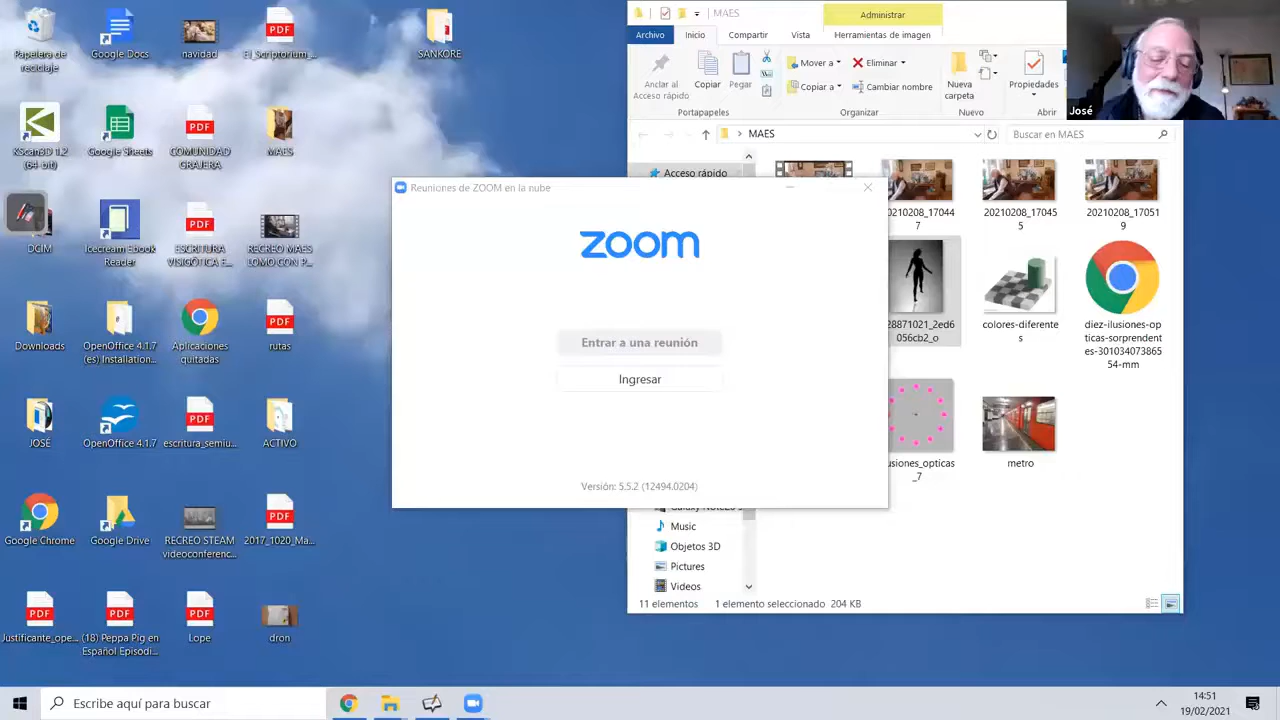 Papelera de
reciclaje
Google Docs
navidad
El Scriptorium,...
SANKORE
KScan3D 1.2
(64-bit)
Google Sheets
COMUNIDAD
GRAJERA
MAES
DCIM
Icecream Ebook
Reader
ESCRITURA
VISIGÓTICA E...
RECREO MAES
LOMO CON P...
Downloads
OpenOffice 4.1.7
(es) Installation...
Aplicaciones
quitadas
rutas
JOSÉ
OpenOffice 4.1.7
escritura_semiu...
ACTIVO
Google Chrome
Google Drive
RECREO STEAM
videoconferenc...
2017_1020_Ma...
Justificante_ope...
(18) Peppa Pig en
Español Episodi...
Lope
dron
MAES
Administrar
Archivo
Inicio
Compartir
Vista
Herramientas de imagen
Anclar al
Acceso rápido
Copiar
Pegar
Mover a
Copiar a
Eliminar
Cambiar nombre
Nueva
carpeta
Propiedades
Portapapeles
Organizar
Nuevo
Abrir
José
MAES
Buscar en MAES
Acceso rápido
20210208_17044
7
20210208_17045
5
20210208_17051
9
28871021_2ed6
056cb2_o
colores-diferente
s
diez-ilusiones-op
ticas-sorprendent
es-301034073865
54-mm
usiones_opticas
_7
metro
Reuniones de ZOOM en la nube
zoom
Entrar a una reunión
Ingresar
Versión: 5.5.2 (12494.0204)
Music
Objetos 3D
Pictures
Videos
11 elementos
1 elemento seleccionado 204 KB
Escribe aquí para buscar
14:51
19/02/2021